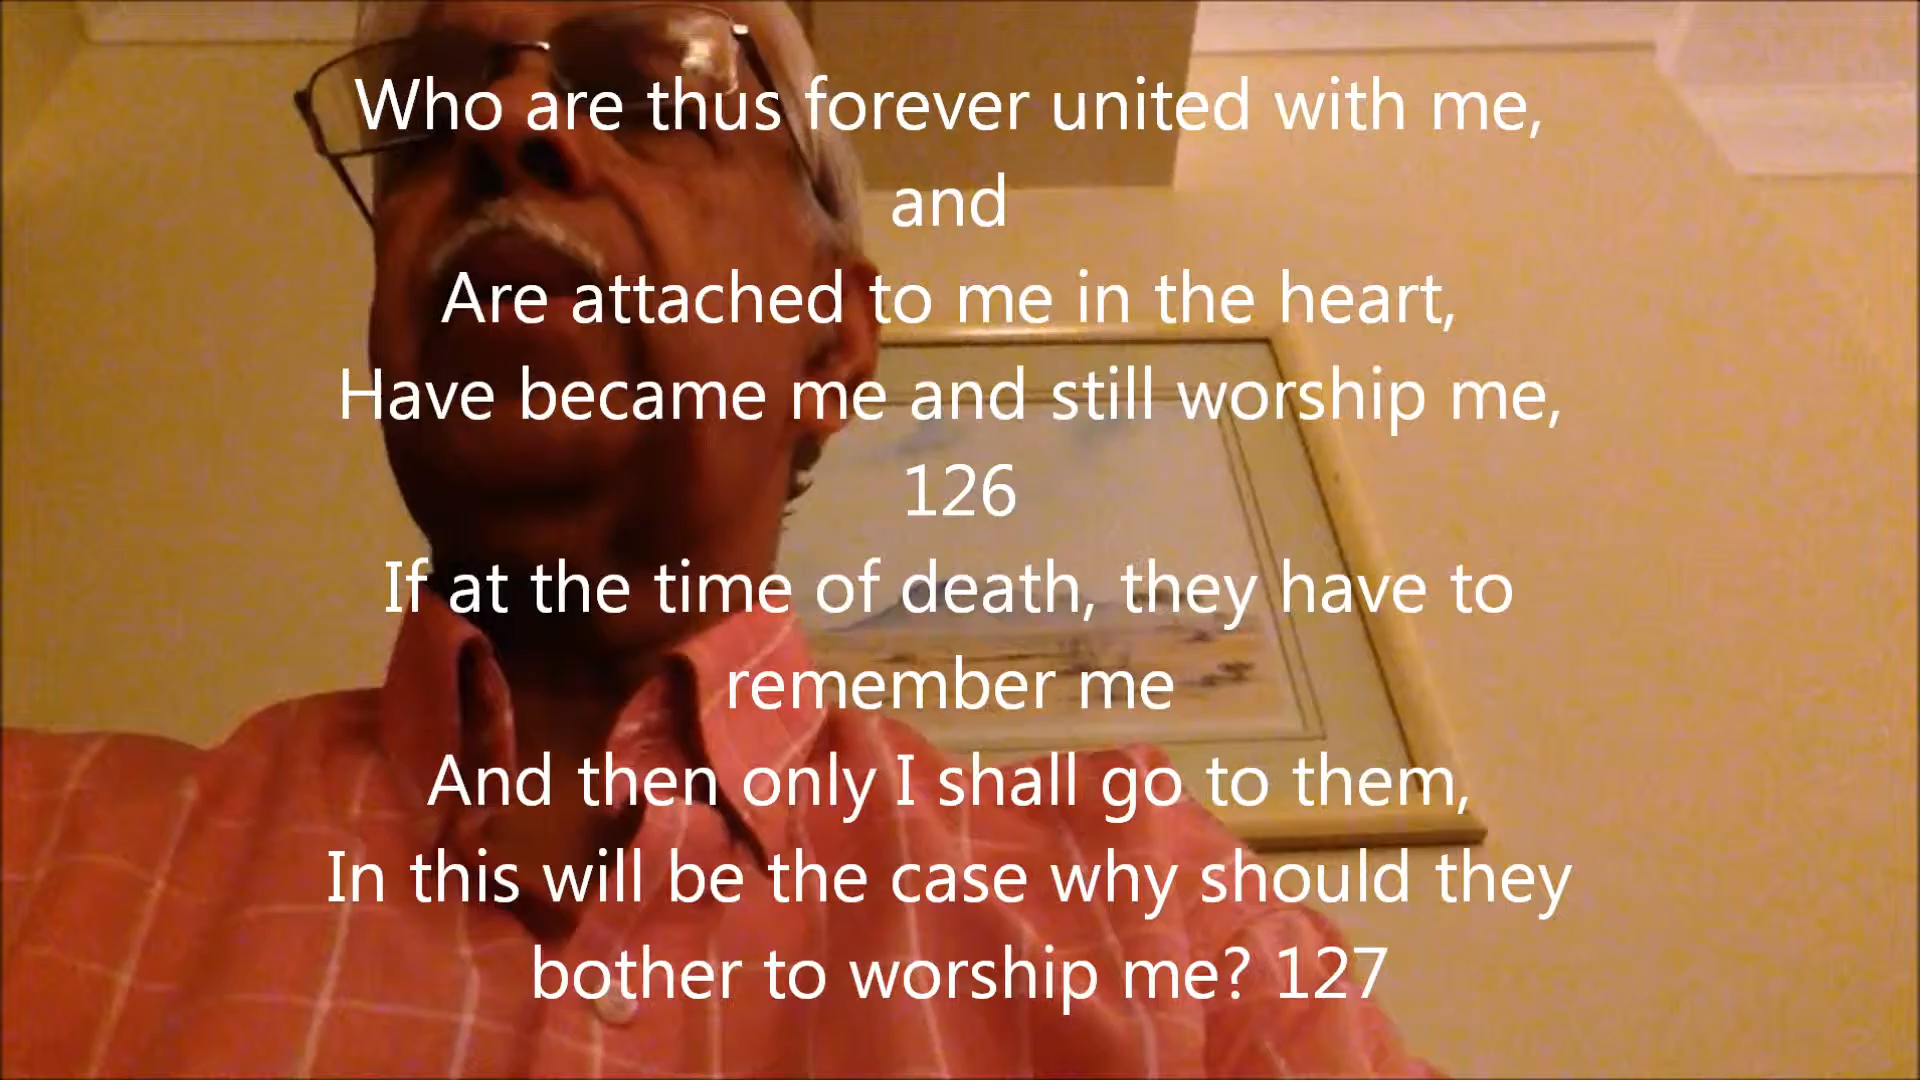 Who are thus forever united with me,
and
Are attached to me in the heart,
Have became me and still worship me,
126
If at the time of death, they have to
remember me
And then only I shall go to them,
In this will be the case why should they
bother to worship me? 127